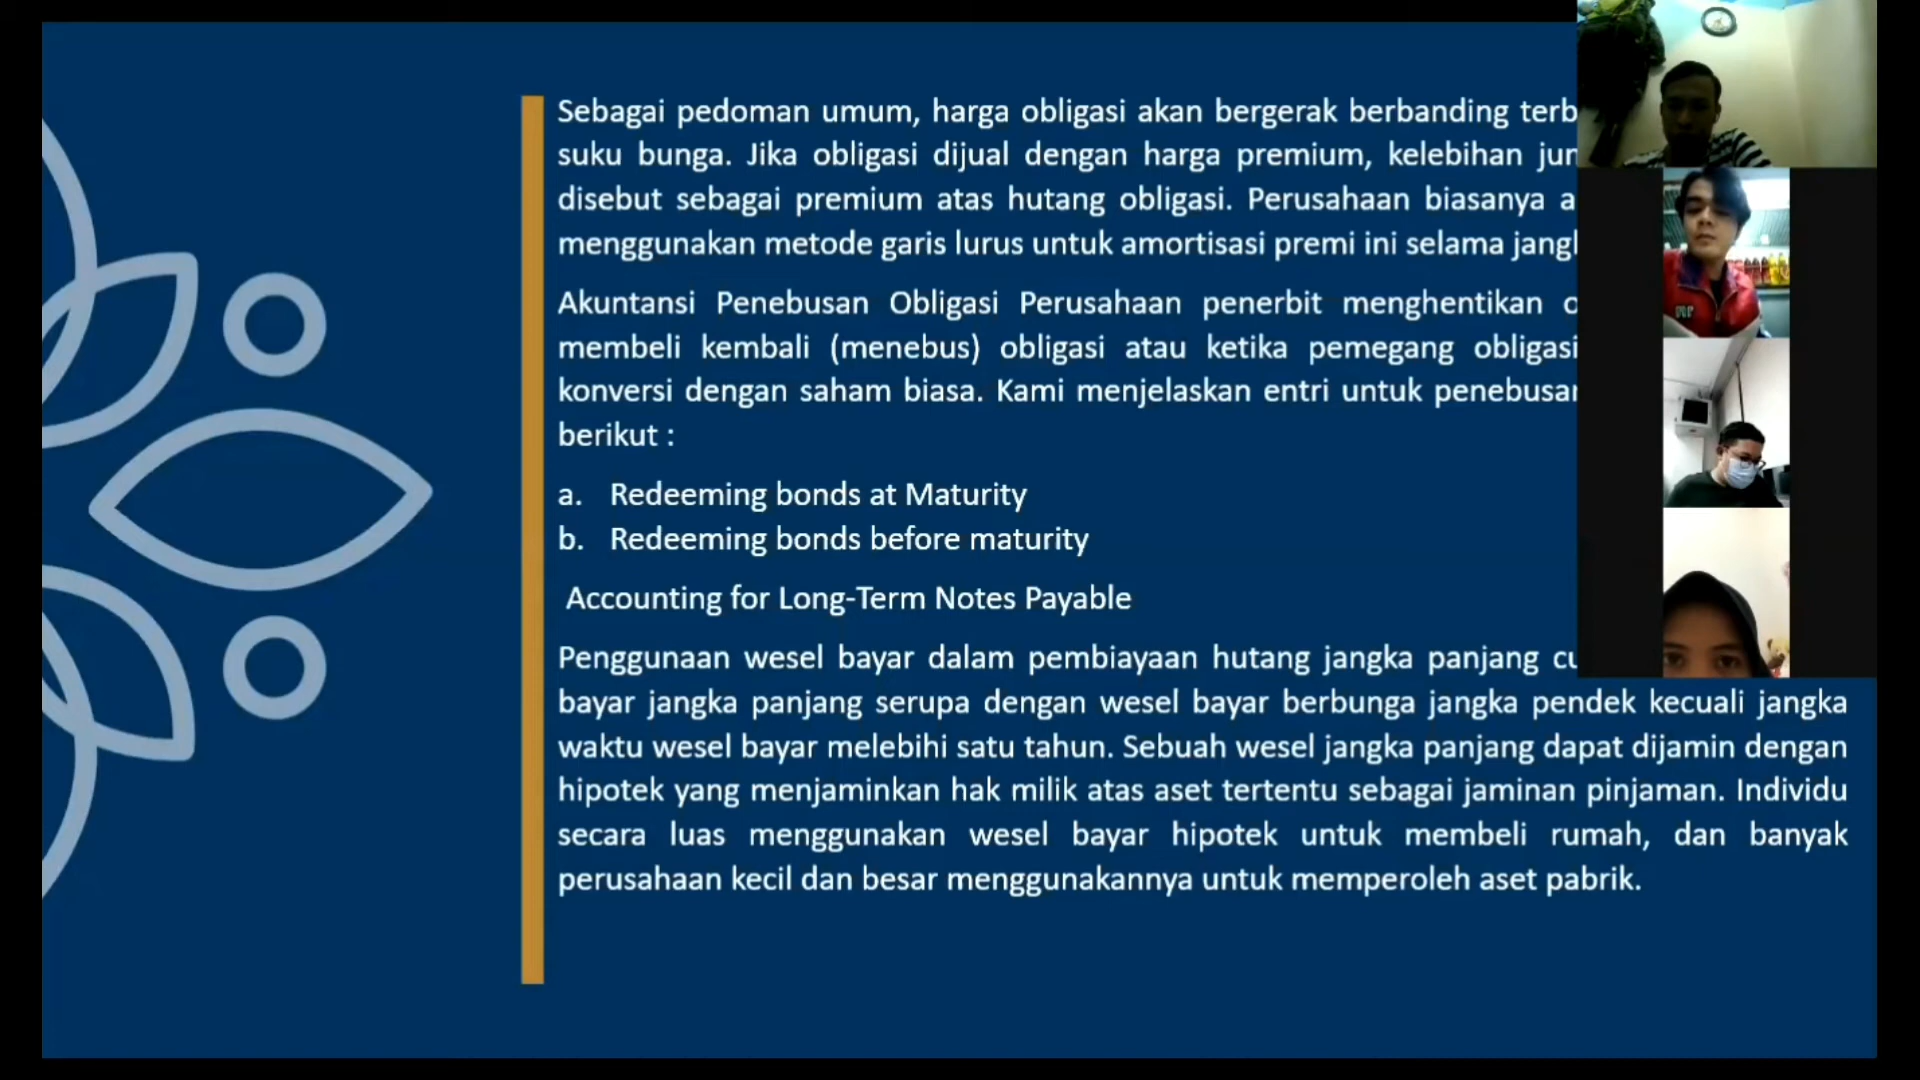 Sebagai pedoman umum, harga obligasi akan bergerak berbanding
suku bunga. Jika obligasi dijual dengan harga premium, kelebihan
disebut sebagai premium atas hutang obligasi. Perusahaan biasanya
menggunakan metode garis lurus untuk amortisasi premi ini selama
Akuntansi Penebusan Obligasi Perusahaan penerbit menghentikan
membeli kembali (menebus) obligasi atau ketika pemegang obligasi
konversi dengan saham biasa. Kami menjelaskan entri untuk
berikut :
a. Redeeming bonds at Maturity
b. Redeeming bonds before maturity
Accounting for Long-Term Notes Payable
Penggunaan wesel bayar dalam pembiayaan hutang jangka panjang
bayar jangka panjang serupa dengan wesel bayar berbunga jangka pendek kecuali jangka
waktu wesel bayar melebihi satu tahun. Sebuah wesel jangka panjang dapat dijamin dengan
hipotek yang menjaminkan hak milik atas aset tertentu sebagai jaminan pinjaman. Individu
secara luas menggunakan wesel bayar hipotek untuk membeli rumah, dan banyak
perusahaan kecil dan besar menggunakannya untuk memperoleh aset pabrik.